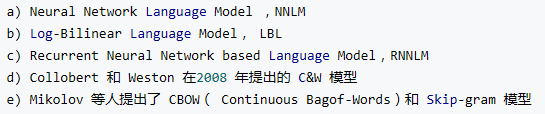 a) Neural Network Language Model ，NNLM
b) Log-Bilinear Language Model， LBL
c) Recurrent Neural Network based Language Model，RNNLM
d) Collobert 和 Weston 在2008 年提出的 C&W 模型
e) Mikolov 等人提出了 CBOW（ Continuous Bagof-Words）和 Skip-gram 模型